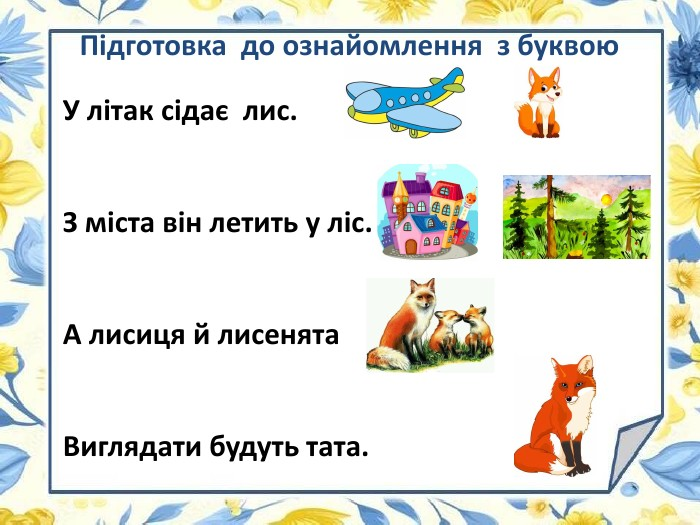 Підготовка до ознайомлення з буквою
У літак сідає лис.
З міста він летить у ліс.
А лисиця й лисенята
Виглядати будуть тата.